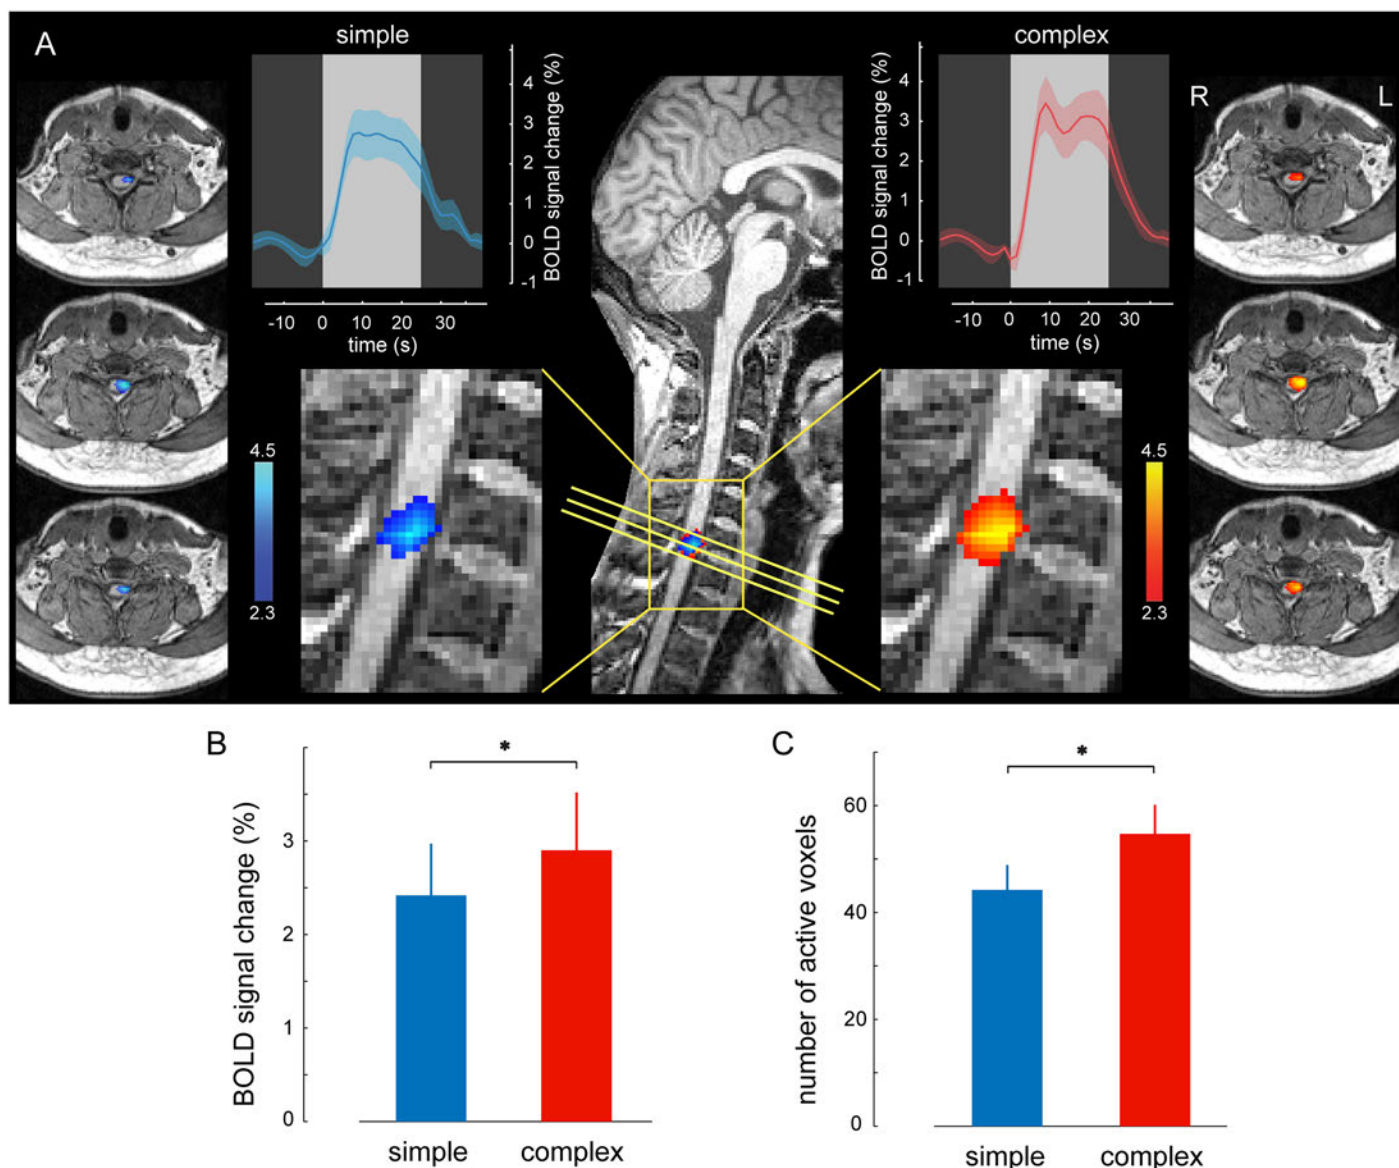 A
simple
BOLD signal change (%)
4
3
2
1
0
-1
-10 0 10 20 30
time (s)
complex
BOLD signal change (%)
4
3
2
1
0
-1
-10 0 10 20 30
time (s)
R L
4.5
2.3
4.5
2.3
B
*
BOLD signal change (%)
3
2
1
0
simple complex
C
*
number of active voxels
60
40
20
0
simple complex